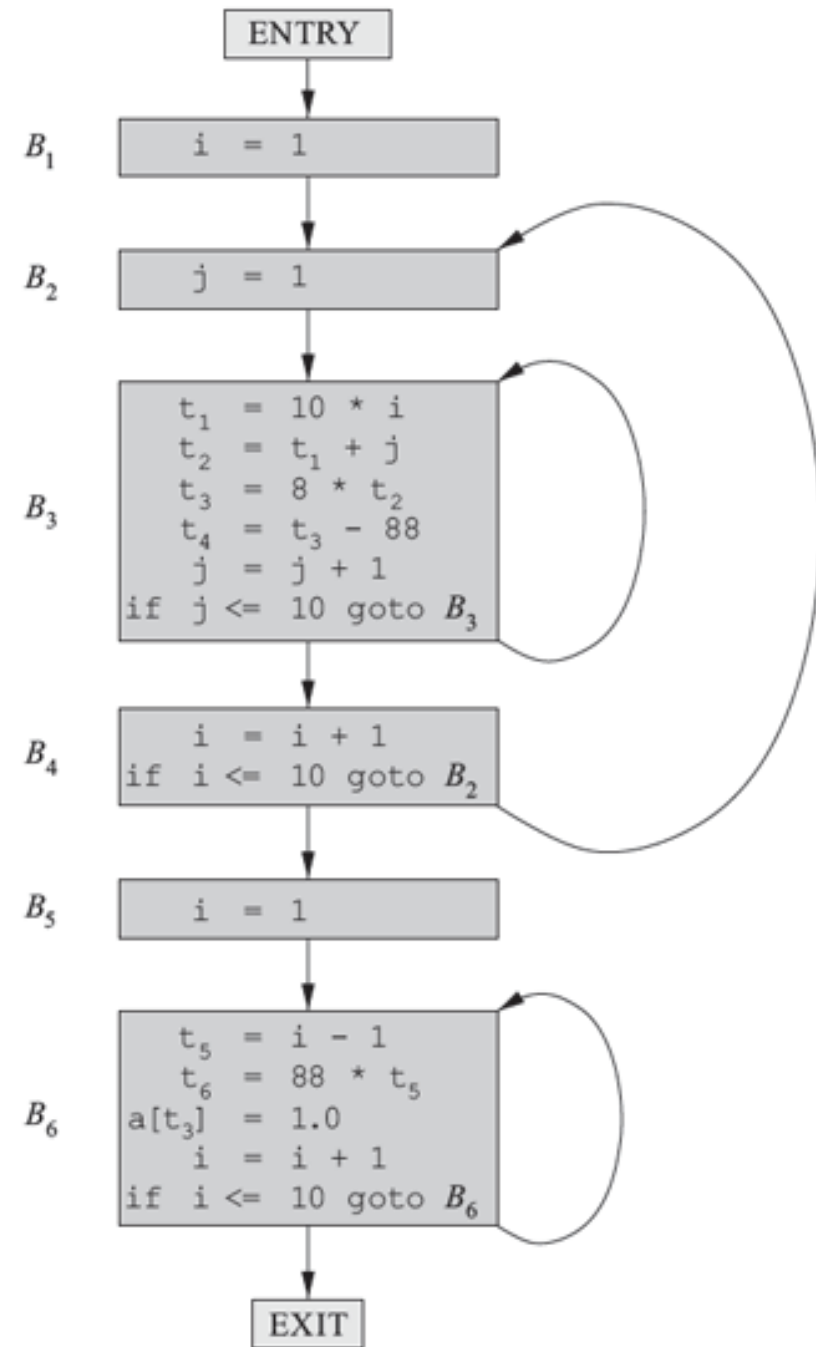 ENTRY
B₁ i = 1
B₂ j = 1
t₁ = 10 * i
t₂ = t₁ + j
B₃ t₃ = 8 * t₂
t₄ = t₃ - 88
j = j + 1
if j <= 10 goto B₃
B₄ i = i + 1
if i <= 10 goto B₂
B₅ i = 1
t₅ = i - 1
t₆ = 88 * t₅
B₆ a[t₃] = 1.0
i = i + 1
if i <= 10 goto B₆
EXIT